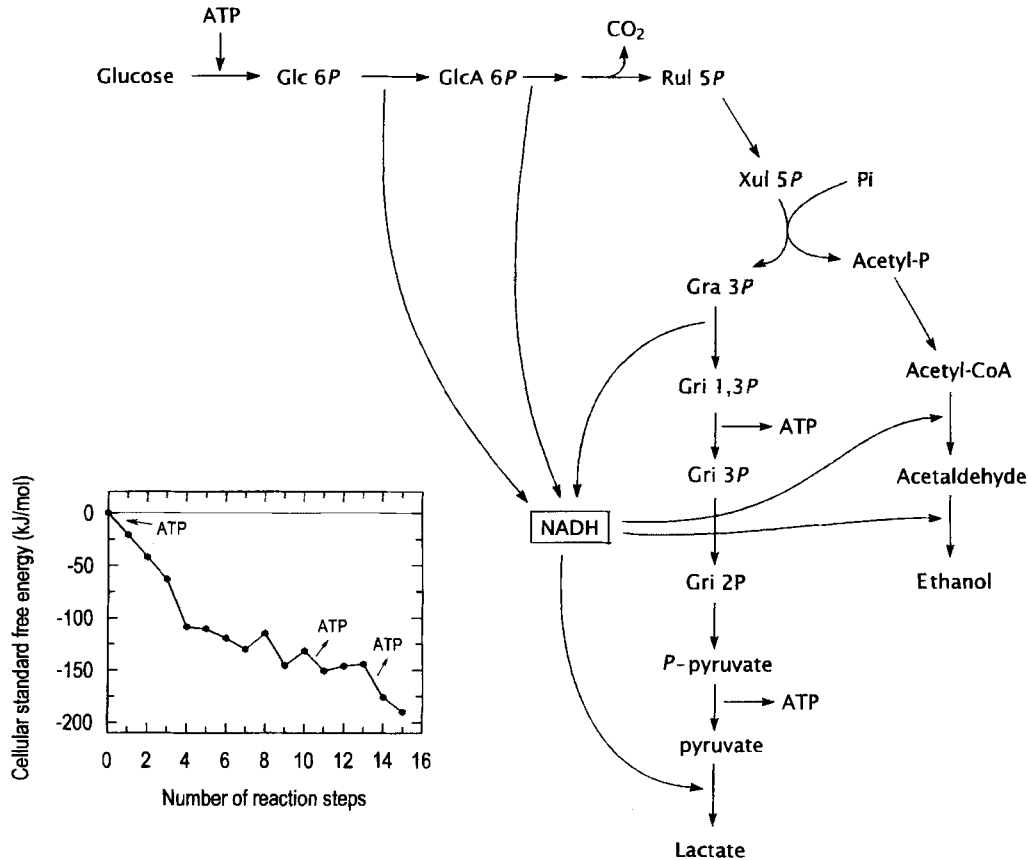 ATP
CO₂
Glucose
Glc 6P
GlcA 6P
Rul 5P
Xul 5P
Pi
Acetyl-P
Gra 3P
Acetyl-CoA
Gri 1,3P
ATP
Gri 3P
Acetaldehyde
NADH
Gri 2P
Ethanol
P-pyruvate
ATP
pyruvate
Lactate
Cellular standard free energy (kJ/mol)
0
-50
-100
-150
-200
ATP
ATP
ATP
0 2 4 6 8 10 12 14 16
Number of reaction steps